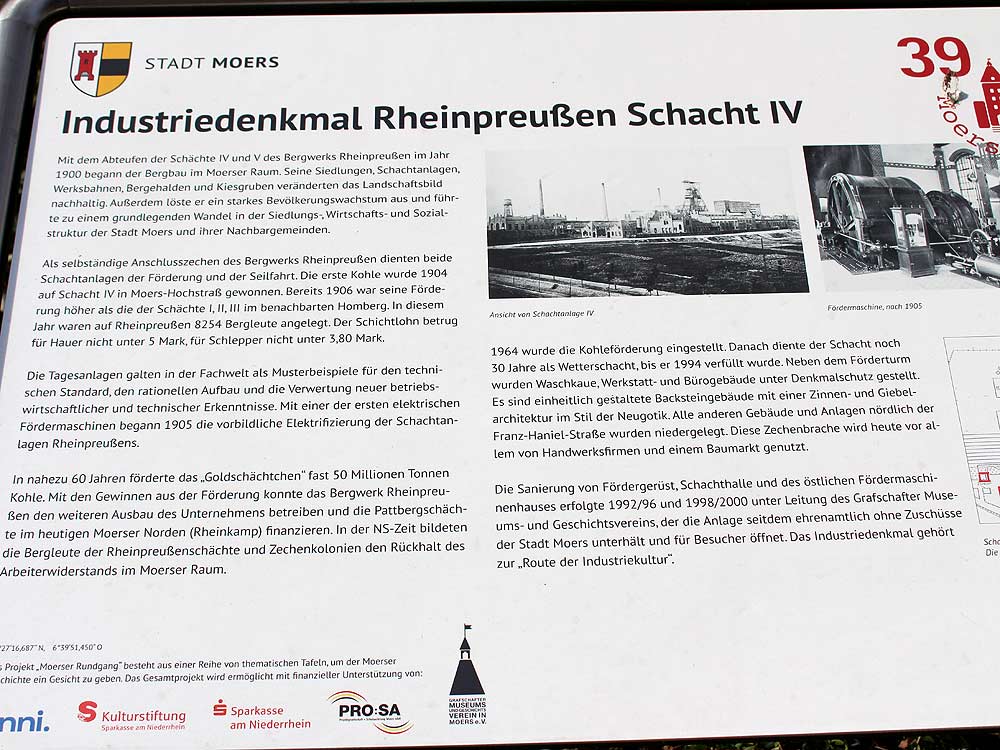 STADT MOERS
39
Moers
Industriedenkmal Rheinpreußen Schacht IV
Mit dem Abteufen der Schächte IV und V des Bergwerks Rheinpreußen im Jahr
1900 begann der Bergbau im Moerser Raum. Seine Siedlungen, Schachtanlagen,
Werksbahnen, Bergehalden und Kiesgruben veränderten das Landschaftsbild
nachhaltig. Außerdem löste er ein starkes Bevölkerungswachstum aus und führ-
te zu einem grundlegenden Wandel in der Siedlungs-, Wirtschafts- und Sozial-
struktur der Stadt Moers und ihrer Nachbargemeinden.
Als selbständige Anschlusszechen des Bergwerks Rheinpreußen dienten beide
Schachtanlagen der Förderung und der Seilfahrt. Die erste Kohle wurde 1904
auf Schacht IV in Moers-Hochstraß gewonnen. Bereits 1906 war seine Förde-
rung höher als die der Schächte I, II, III im benachbarten Homberg. In diesem
Jahr waren auf Rheinpreußen 8254 Bergleute angelegt. Der Schichtlohn betrug
für Hauer nicht unter 5 Mark, für Schlepper nicht unter 3,80 Mark.
Die Tagesanlagen galten in der Fachwelt als Musterbeispiele für den techni-
schen Standard, den rationellen Aufbau und die Verwertung neuer betriebs-
wirtschaftlicher und technischer Erkenntnisse. Mit einer der ersten elektrischen
Fördermaschinen begann 1905 die vorbildliche Elektrifizierung der Schachtan-
lagen Rheinpreußens.
In nahezu 60 Jahren förderte das „Goldschächtchen“ fast 50 Millionen Tonnen
Kohle. Mit den Gewinnen aus der Förderung konnte das Bergwerk Rheinpreu-
ßen den weiteren Ausbau des Unternehmens betreiben und die Pattbergschäch-
te im heutigen Moerser Norden (Rheinkamp) finanzieren. In der NS-Zeit bildeten
die Bergleute der Rheinpreußenschächte und Zechenkolonien den Rückhalt des
Arbeiterwiderstands im Moerser Raum.
Ansicht von Schachtanlage IV
Fördermaschine, nach 1905
1964 wurde die Kohleförderung eingestellt. Danach diente der Schacht noch
30 Jahre als Wetterschacht, bis er 1994 verfüllt wurde. Neben dem Förderturm
wurden Waschkaue, Werkstatt- und Bürogebäude unter Denkmalschutz gestellt.
Es sind einheitlich gestaltete Backsteingebäude mit einer Zinnen- und Giebel-
architektur im Stil der Neugotik. Alle anderen Gebäude und Anlagen nördlich der
Franz-Haniel-Straße wurden niedergelegt. Diese Zechenbrache wird heute vor al-
lem von Handwerksfirmen und einem Baumarkt genutzt.
Die Sanierung von Fördergerüst, Schachthalle und des östlichen Fördermaschi-
nenhauses erfolgte 1992/96 und 1998/2000 unter Leitung des Grafschafter Muse-
ums- und Geschichtsvereins, der die Anlage seitdem ehrenamtlich ohne Zuschüsse
der Stadt Moers unterhält und für Besucher öffnet. Das Industriedenkmal gehört
zur „Route der Industriekultur“.
Scha
Die
27'16,687" N, 6°39'51,450" O
s Projekt „Moerser Rundgang“ besteht aus einer Reihe von thematischen Tafeln, um der Moerser
chichte ein Gesicht zu geben. Das Gesamtprojekt wird ermöglicht mit finanzieller Unterstützung von:
nni.
Kulturstiftung
Sparkasse am Niederrhein
Sparkasse
am Niederrhein
PRO:SA
GRAFSCHAFTER
MUSEUMS
UND GESCHICHTS
VEREIN IN
MOERS e.V.